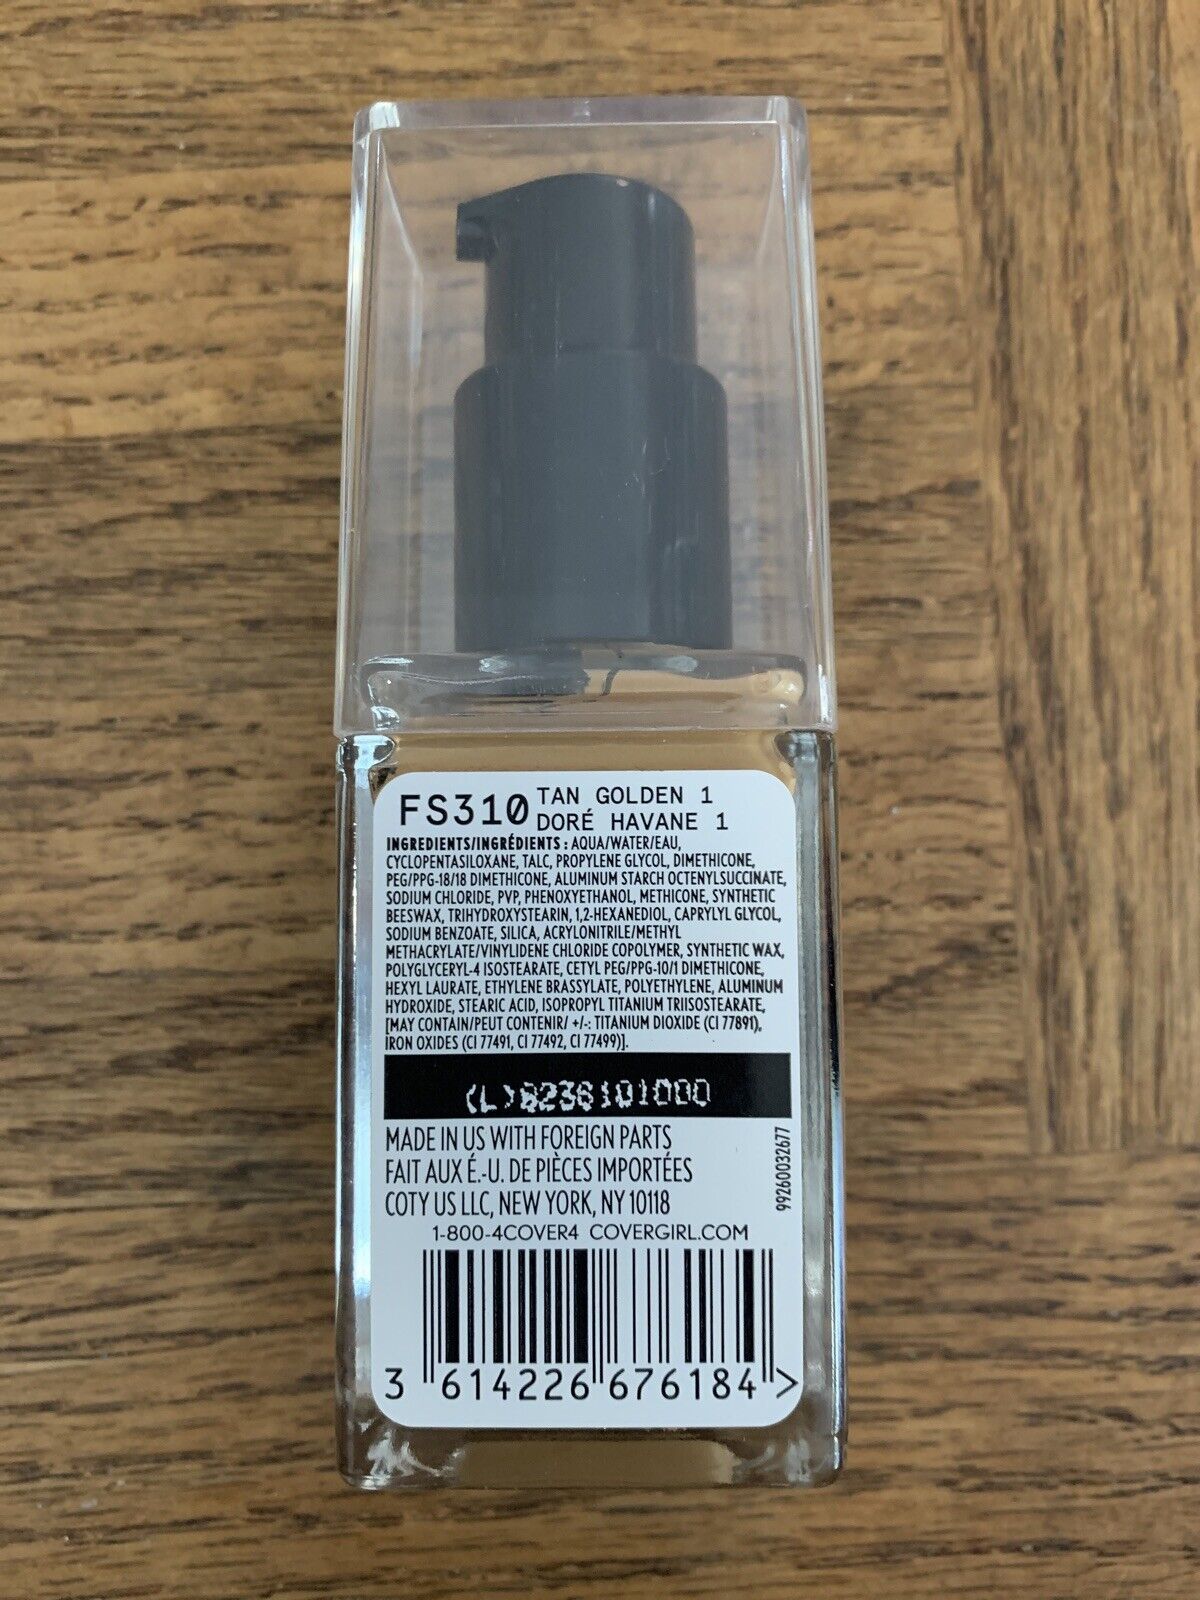 FS310 TAN GOLDEN 1
DORÉ HAVANE 1
INGREDIENTS/INGRÉDIENTS : AQUA/WATER/EAU,
CYCLOPENTASILOXANE, TALC, PROPYLENE GLYCOL, DIMETHICONE,
PEG/PPG-18/18 DIMETHICONE, ALUMINUM STARCH OCTENYLSUCCINATE,
SODIUM CHLORIDE, PVP, PHENOXYETHANOL, METHICONE, SYNTHETIC
BEESWAX, TRIHYDROXYSTEARIN, 1,2-HEXANEDIOL, CAPRYLYL GLYCOL,
SODIUM BENZOATE, SILICA, ACRYLONITRILE/METHYL
METHACRYLATE/VINYLIDENE CHLORIDE COPOLYMER, SYNTHETIC WAX,
POLYGLYCERYL-4 ISOSTEARATE, CETYL PEG/PPG-10/1 DIMETHICONE,
HEXYL LAURATE, ETHYLENE BRASSYLATE, POLYETHYLENE, ALUMINUM
HYDROXIDE, STEARIC ACID, ISOPROPYL TITANIUM TRIISOSTEARATE,
[MAY CONTAIN/PEUT CONTENIR/ +/-: TITANIUM DIOXIDE (CI 77891),
IRON OXIDES (CI 77491, CI 77492, CI 77499)].
(L)8236101000
MADE IN US WITH FOREIGN PARTS
FAIT AUX É.-U. DE PIÈCES IMPORTÉES
COTY US LLC, NEW YORK, NY 10118
99260032677
1-800-4COVER4 COVERGIRL.COM
3 614226 676184 >